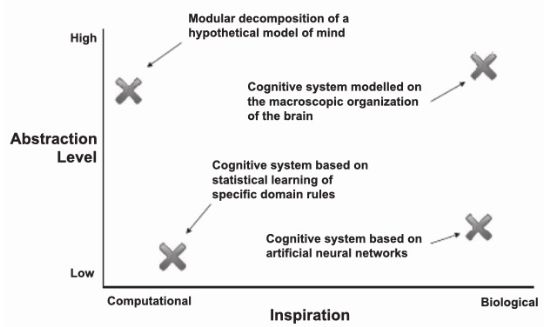 Modular decomposition of a
hypothetical model of mind
High
Cognitive system modelled on
the macroscopic organization
of the brain
Abstraction
Level
Cognitive system based on
statistical learning of
specific domain rules
Cognitive system based on
artificial neural networks
Low
Computational
Biological
Inspiration